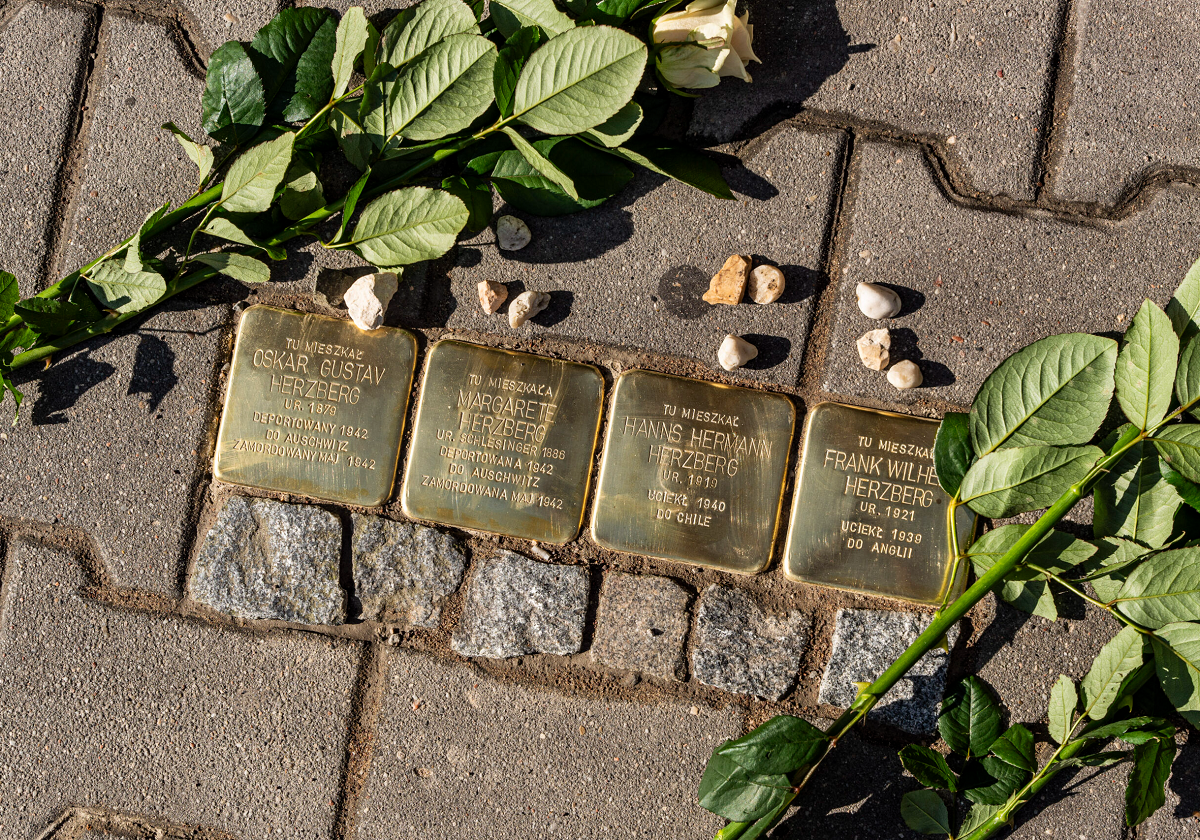 TU MIESZKAŁ
OSKAR GUSTAV
HERZBERG
UR. 1879
DEPORTOWANY 1942
DO AUSCHWITZ
ZAMORDOWANY MAJ 1942
TU MIESZKAŁA
MARGARETE
HERZBERG
UR. SCHLESINGER 1886
DEPORTOWANA 1942
DO AUSCHWITZ
ZAMORDOWANA MAJ 1942
TU MIESZKAŁ
HANNS HERMANN
HERZBERG
UR. 1919
UCIEKŁ 1940
DO CHILE
TU MIESZKAŁ
FRANK WILHE
HERZBERG
UR. 1921
UCIEKŁ 1939
DO ANGLII